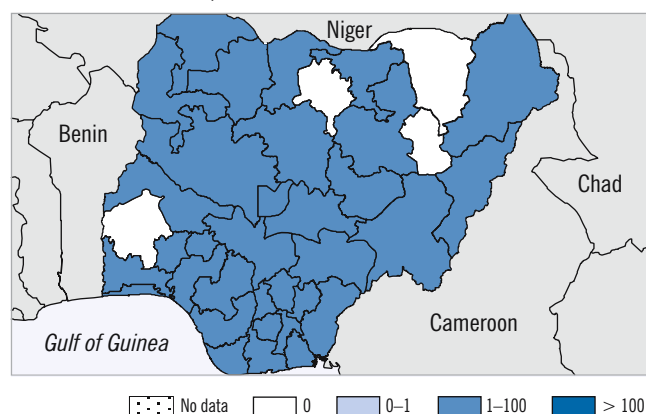 Niger
Benin
Chad
Cameroon
Gulf of Guinea
No data 0 0–1 1–100 > 100